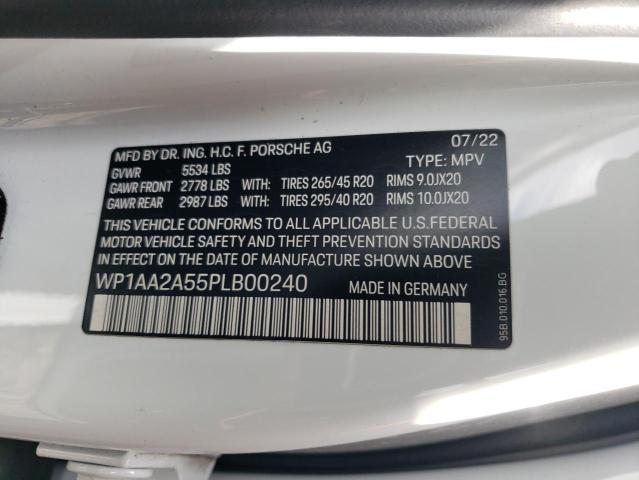 MFD BY DR. ING. H.C. F. PORSCHE AG 07/22
GVWR 5534 LBS TYPE: MPV
GAWR FRONT 2778 LBS WITH: TIRES 265/45 R20 RIMS 9.0JX20
GAWR REAR 2987 LBS WITH: TIRES 295/40 R20 RIMS 10.0JX20
THIS VEHICLE CONFORMS TO ALL APPLICABLE U.S.FEDERAL
MOTOR VEHICLE SAFETY AND THEFT PREVENTION STANDARDS
IN EFFECT ON THE DATE OF MANUFACTURE SHOWN ABOVE
WP1AA2A55PLB00240
95B.010.016.BG